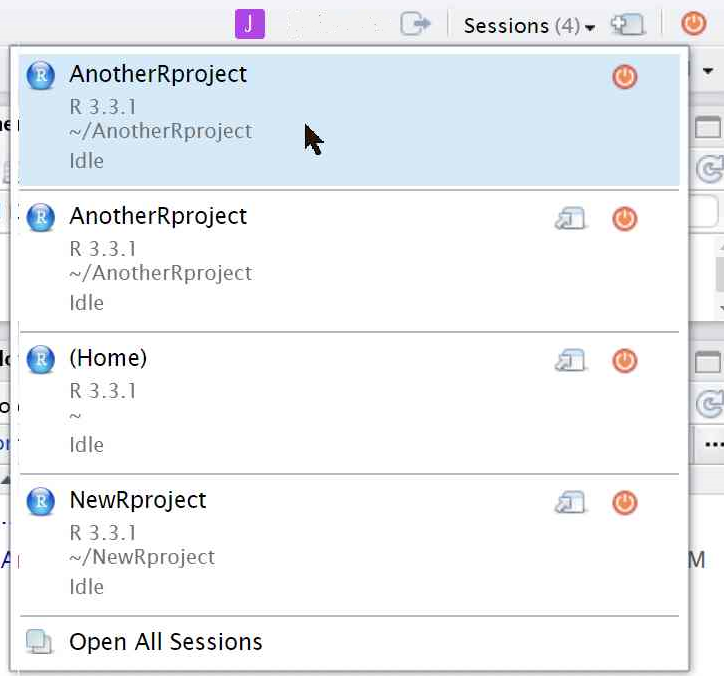 J
Sessions (4)
R AnotherRproject
R 3.3.1
~/AnotherRproject
Idle
R AnotherRproject
R 3.3.1
~/AnotherRproject
Idle
R (Home)
R 3.3.1
~
Idle
R NewRproject
R 3.3.1
~/NewRproject
Idle
Open All Sessions
M